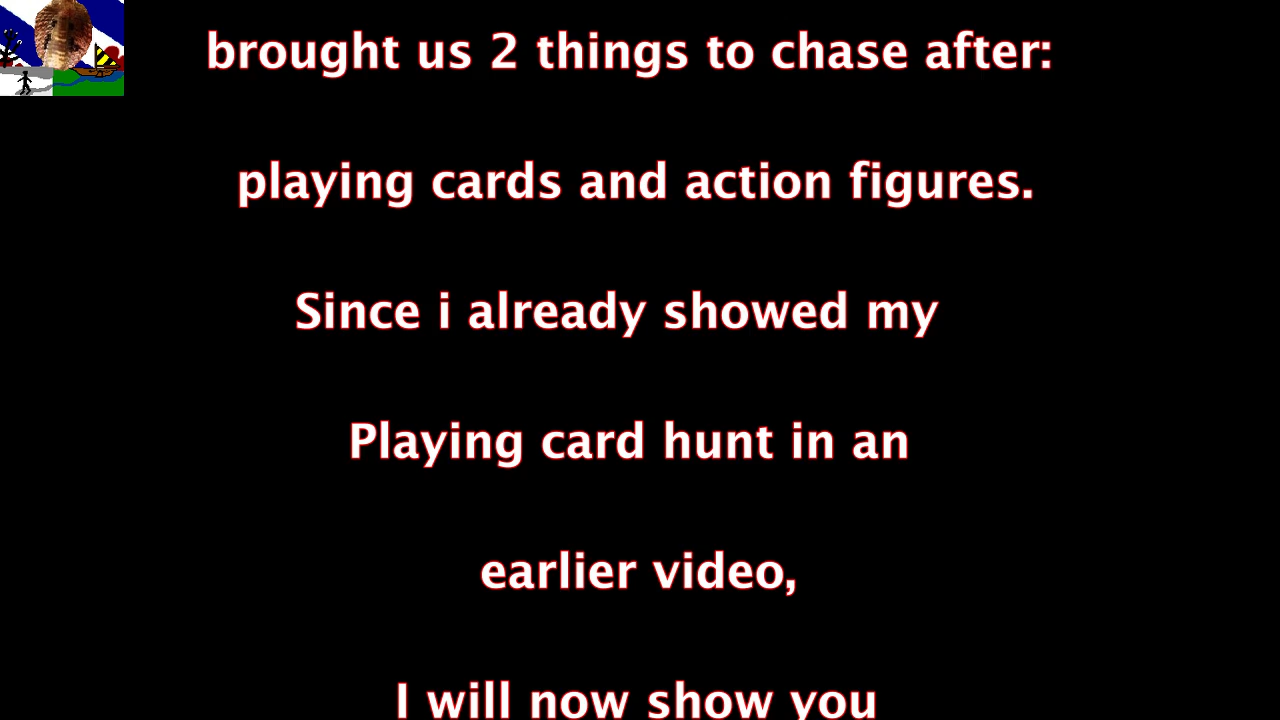 brought us 2 things to chase after:
playing cards and action figures.
Since i already showed my
Playing card hunt in an
earlier video,
I will now show you